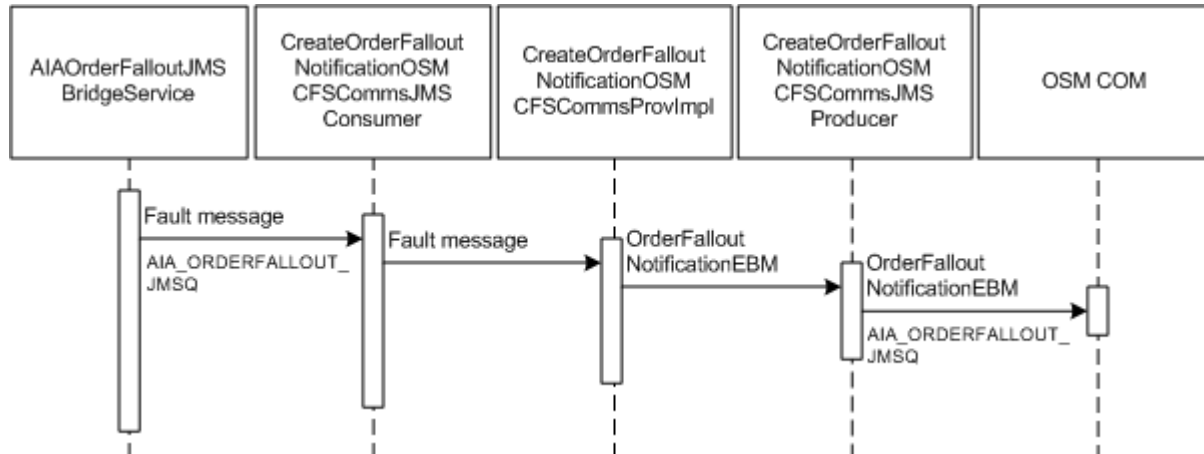 AIAOrderFalloutJMS
BridgeService
CreateOrderFallout
NotificationOSM
CFSCommsJMS
Consumer
CreateOrderFallout
NotificationOSM
CFSCommsProvImpl
CreateOrderFallout
NotificationOSM
CFSCommsJMS
Producer
OSM COM
Fault message
AIA_ORDERFALLOUT_
JMSQ
Fault message
OrderFallout
NotificationEBM
OrderFallout
NotificationEBM
AIA_ORDERFALLOUT_
JMSQ